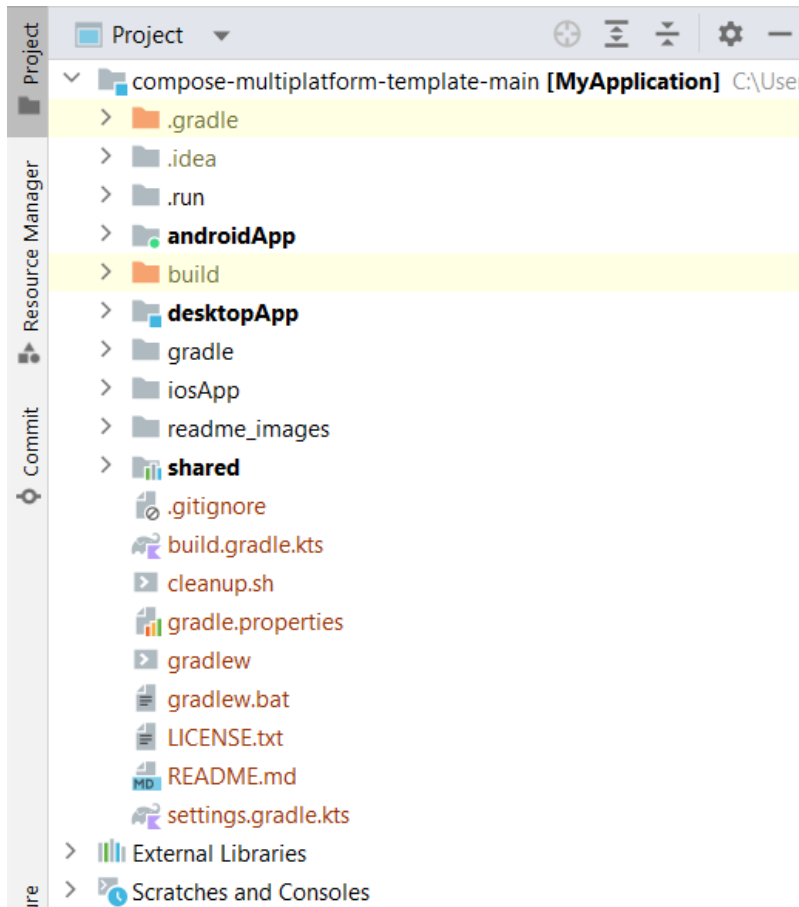 Project
Project
compose-multiplatform-template-main [MyApplication] C:\User
.gradle
.idea
.run
androidApp
build
desktopApp
gradle
iosApp
readme_images
shared
.gitignore
build.gradle.kts
cleanup.sh
gradle.properties
gradlew
gradlew.bat
LICENSE.txt
MD README.md
settings.gradle.kts
External Libraries
Scratches and Consoles
Resource Manager
Commit